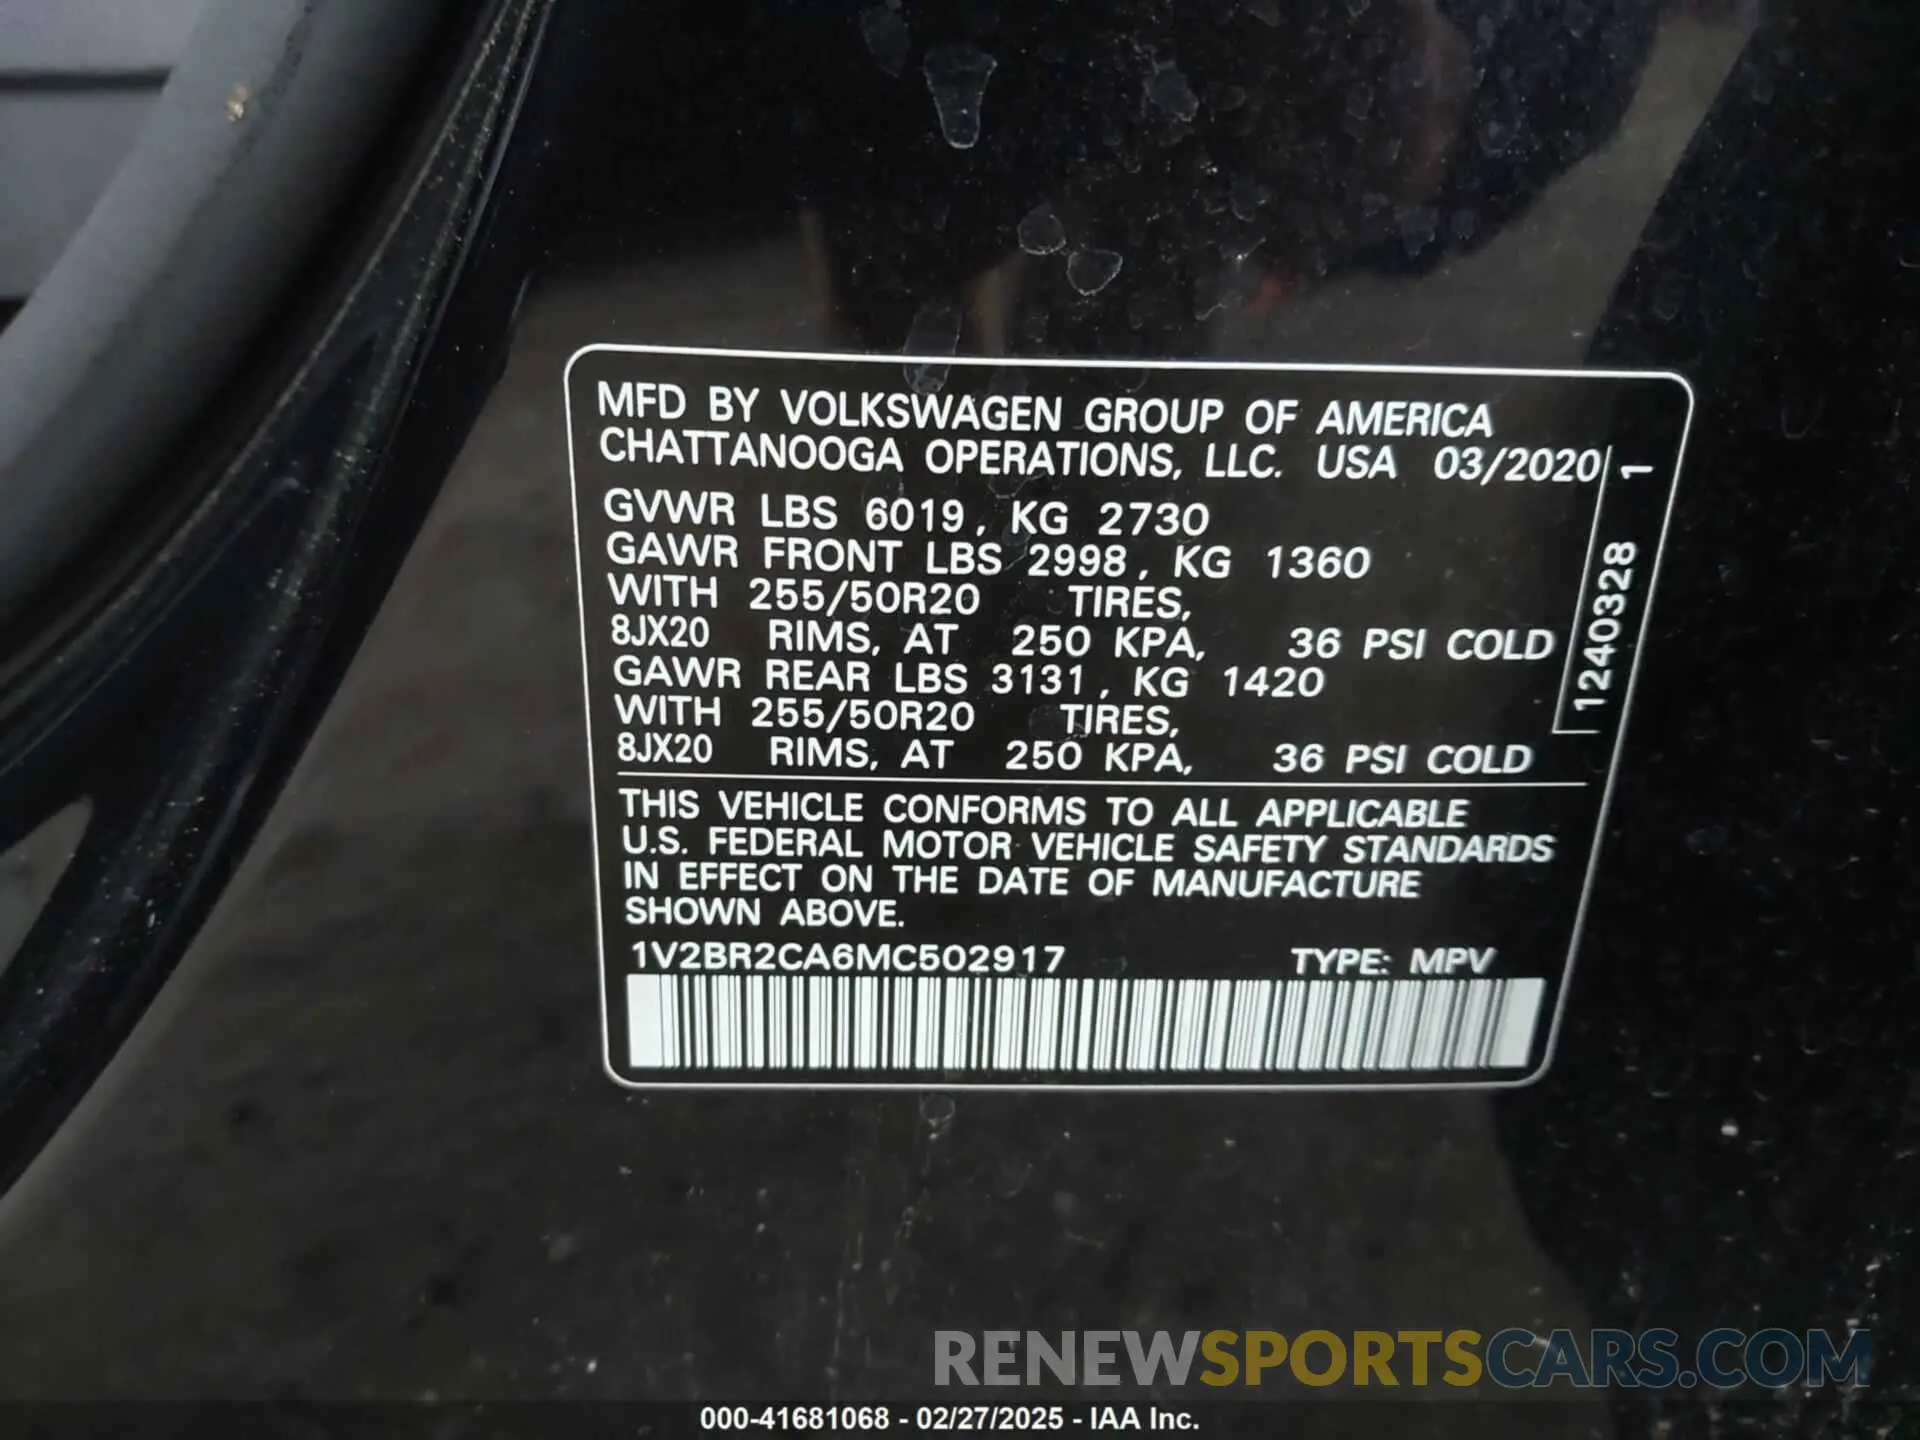 MFD BY VOLKSWAGEN GROUP OF AMERICA
CHATTANOOGA OPERATIONS, LLC. USA 03/2020
GVWR LBS 6019, KG 2730
GAWR FRONT LBS 2998, KG 1360
WITH 255/50R20 TIRES,
8JX20 RIMS, AT 250 KPA, 36 PSI COLD
GAWR REAR LBS 3131, KG 1420
WITH 255/50R20 TIRES,
8JX20 RIMS, AT 250 KPA, 36 PSI COLD
1240328 1
THIS VEHICLE CONFORMS TO ALL APPLICABLE
U.S. FEDERAL MOTOR VEHICLE SAFETY STANDARDS
IN EFFECT ON THE DATE OF MANUFACTURE
SHOWN ABOVE.
1V2BR2CA6MC502917 TYPE: MPV
RENEWSPORTSCARS.COM
000-41681068 - 02/27/2025 - IAA Inc.